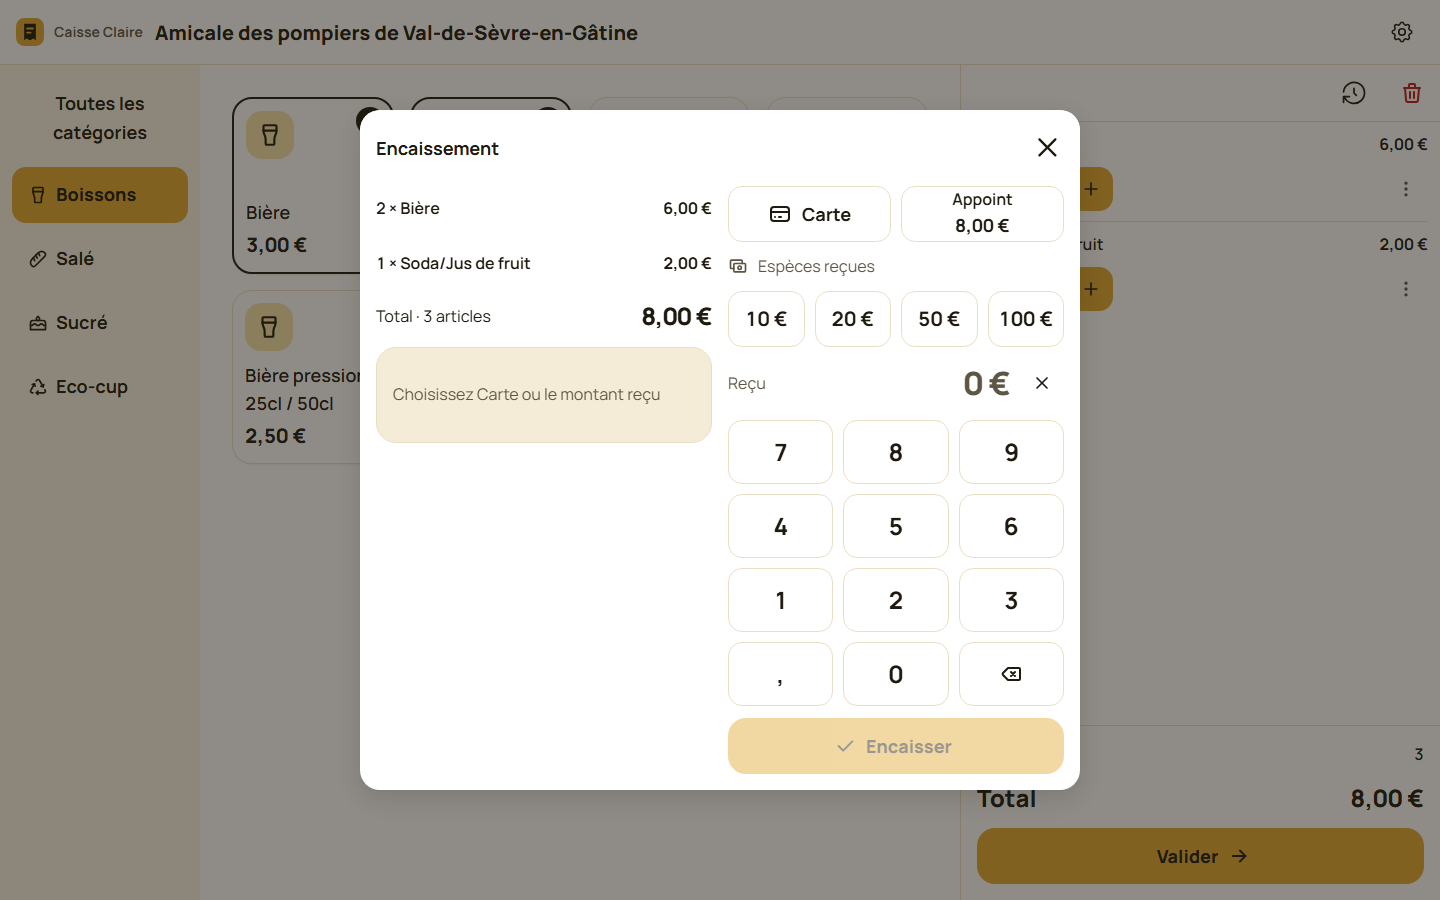 Caisse Claire Amicale des pompiers de Val-de-Sèvre-en-Gâtine
Toutes les
catégories
Boissons
Salé
Sucré
Eco-cup
Bière
3,00 €
Bière pression
25cl / 50cl
2,50 €
Encaissement
2 × Bière 6,00 €
1 × Soda/Jus de fruit 2,00 €
Total · 3 articles 8,00 €
Choisissez Carte ou le montant reçu
Carte
Appoint
8,00 €
Espèces reçues
10 € 20 € 50 € 100 €
Reçu 0 €
7 8 9
4 5 6
1 2 3
, 0
Encaisser
6,00 €
+
2,00 €
+
3
Total 8,00 €
Valider